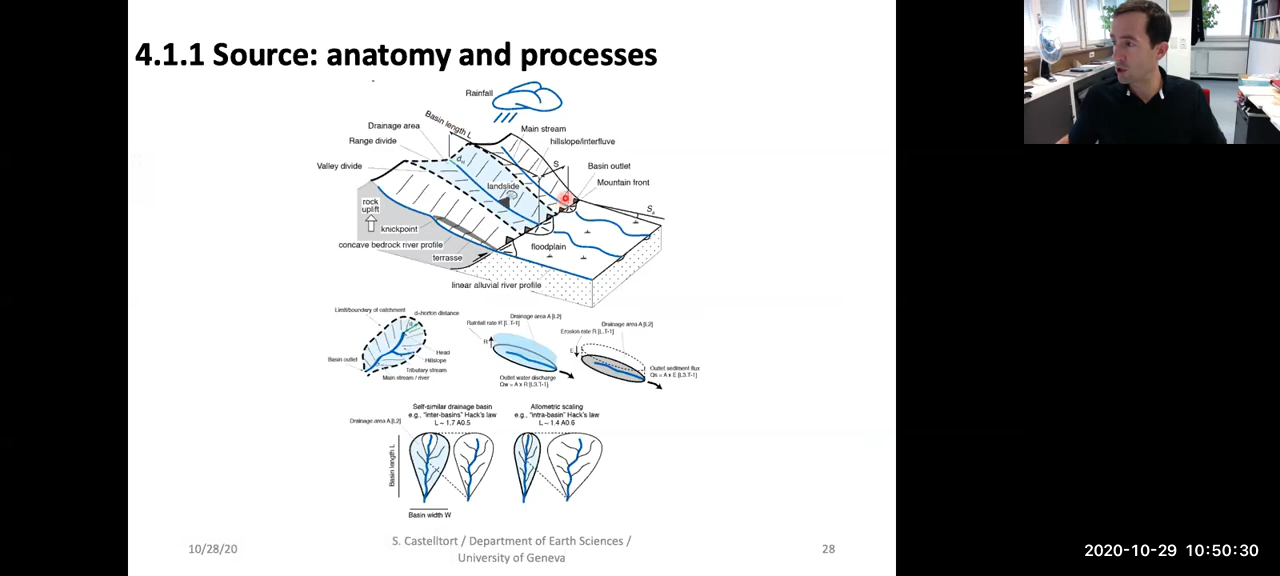 4.1.1 Source: anatomy and processes
Rainfall
Basin length L
Drainage area
Main stream
Range divide
hillslope/interfluve
Valley divide
S
Basin outlet
landslide
Mountain front
rock
uplift
knickpoint
concave bedrock river profile
floodplain
terrasse
linear alluvial river profile
Limit/boundary of catchment
d=horton distance
Basin outlet
Head
Hillslope
Tributary stream
Main stream / river
Drainage area A [L2]
Rainfall rate R [L.T-1]
R
Outlet water discharge
Qw = A x R [L3.T-1]
Drainage area A [L2]
Erosion rate R [L.T-1]
E
Outlet sediment flux
Qs = A x E [L3.T-1]
Self-similar drainage basin
e.g., "inter-basins" Hack's law
L ~ 1.7 A0.5
Allometric scaling
e.g., "intra-basin" Hack's law
L ~ 1.4 A0.6
Drainage area A [L2]
Basin length L
Basin width W
10/28/20
S. Castelltort / Department of Earth Sciences /
University of Geneva
28
2020-10-29 10:50:30